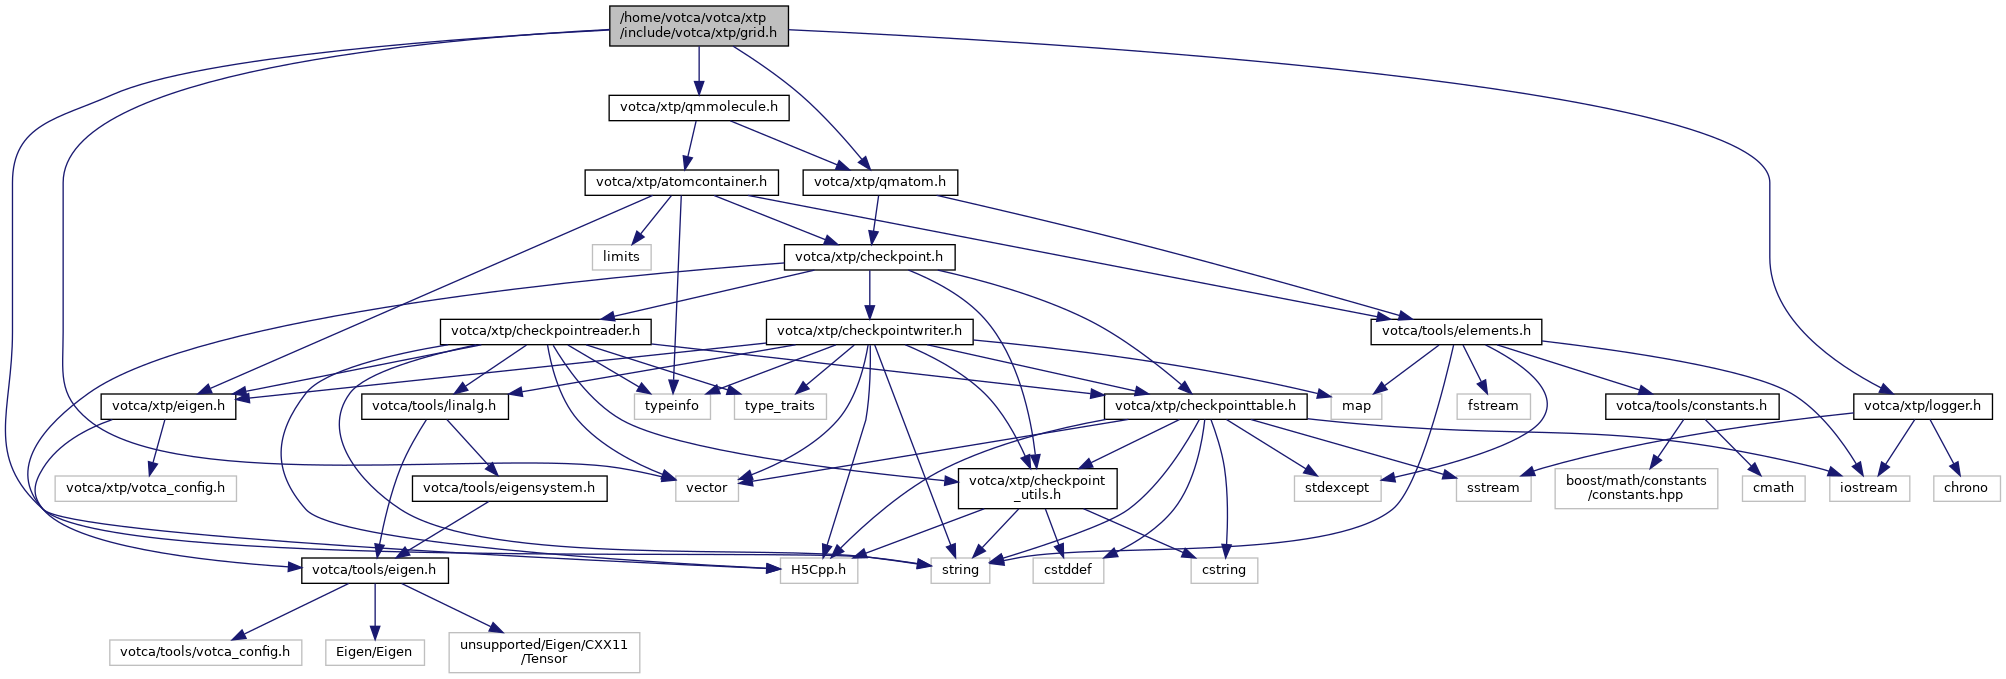 /home/votca/votca/xtp
/include/votca/xtp/grid.h
votca/xtp/qmmolecule.h
votca/xtp/atomcontainer.h
votca/xtp/qmatom.h
limits
votca/xtp/checkpoint.h
votca/xtp/checkpointreader.h
votca/xtp/checkpointwriter.h
votca/tools/elements.h
votca/xtp/eigen.h
votca/tools/linalg.h
typeinfo
type_traits
votca/xtp/checkpointtable.h
map
fstream
votca/tools/constants.h
votca/xtp/logger.h
votca/xtp/votca_config.h
votca/tools/eigensystem.h
vector
votca/xtp/checkpoint
_utils.h
stdexcept
sstream
boost/math/constants
/constants.hpp
cmath
iostream
chrono
votca/tools/eigen.h
H5Cpp.h
string
cstddef
cstring
votca/tools/votca_config.h
Eigen/Eigen
unsupported/Eigen/CXX11
/Tensor